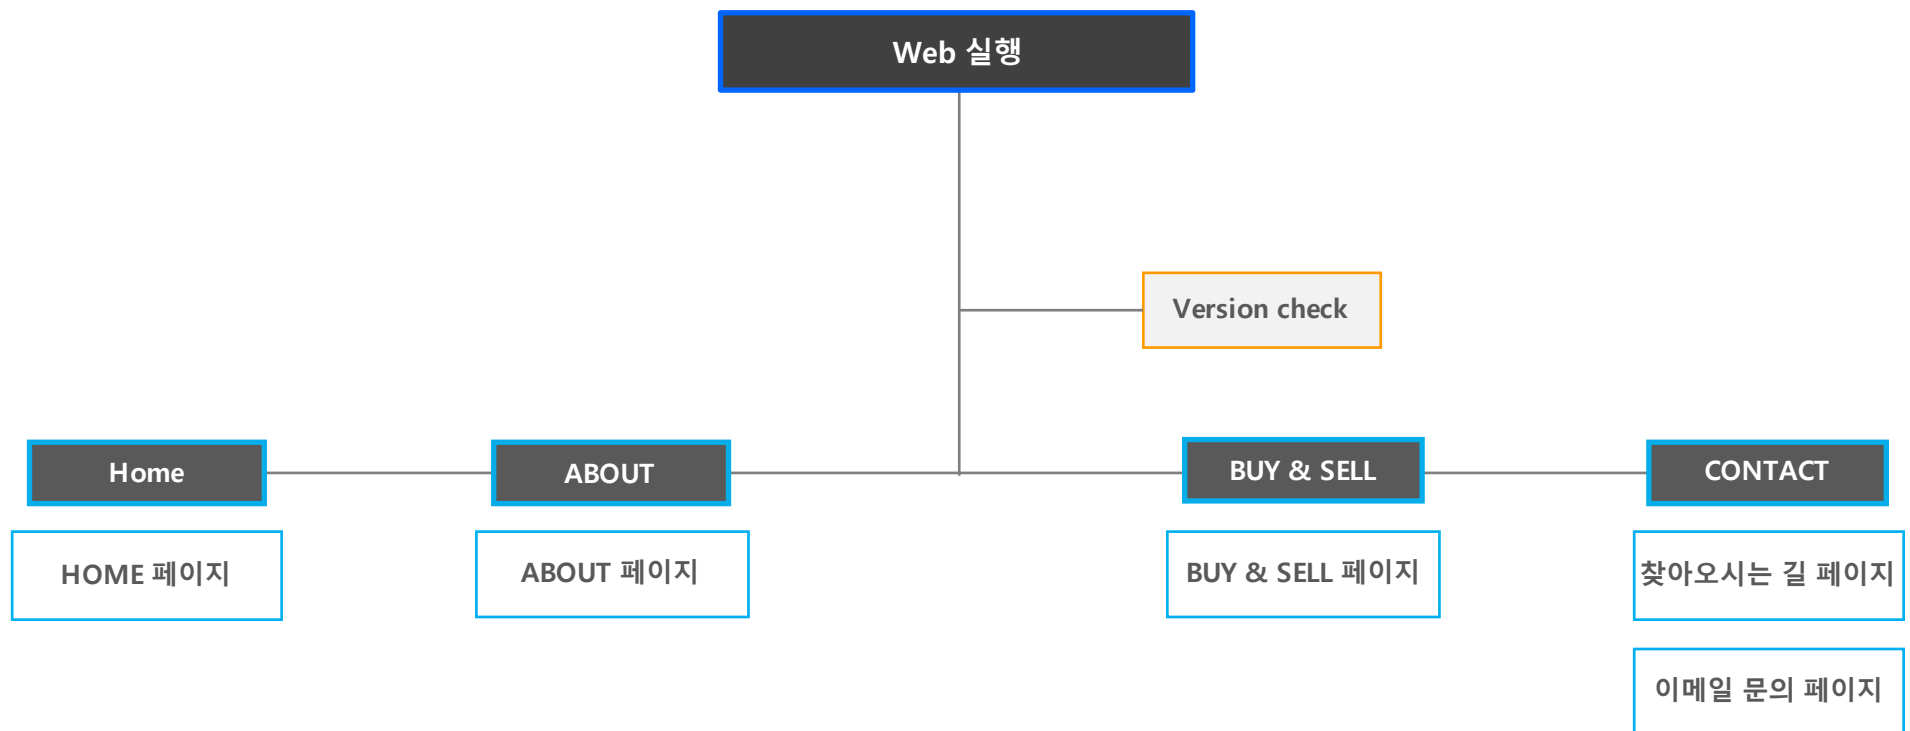 Web 실행
Version check
Home
ABOUT
BUY & SELL
CONTACT
HOME 페이지
ABOUT 페이지
BUY & SELL 페이지
찾아오시는 길 페이지
이메일 문의 페이지